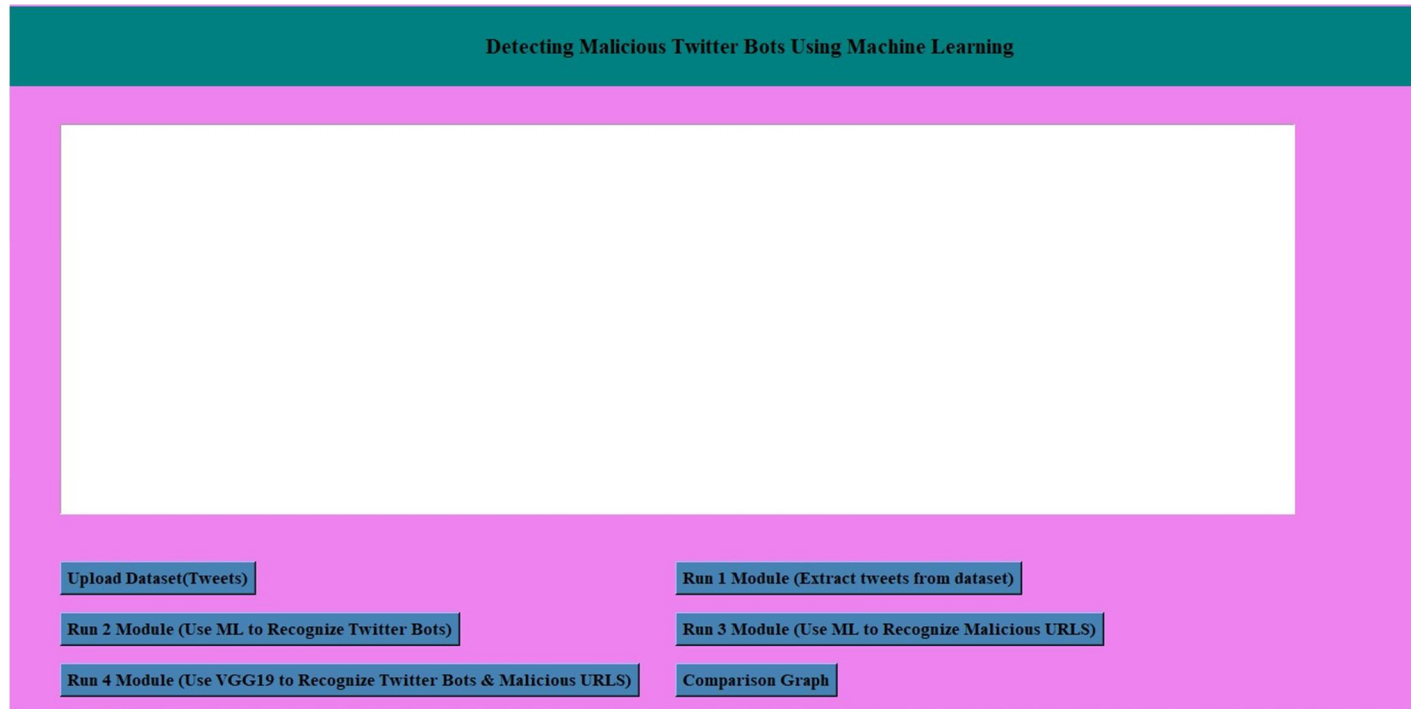 Detecting Malicious Twitter Bots Using Machine Learning
Upload Dataset(Tweets)
Run 1 Module (Extract tweets from dataset)
Run 2 Module (Use ML to Recognize Twitter Bots)
Run 3 Module (Use ML to Recognize Malicious URLS)
Run 4 Module (Use VGG19 to Recognize Twitter Bots & Malicious URLS)
Comparison Graph